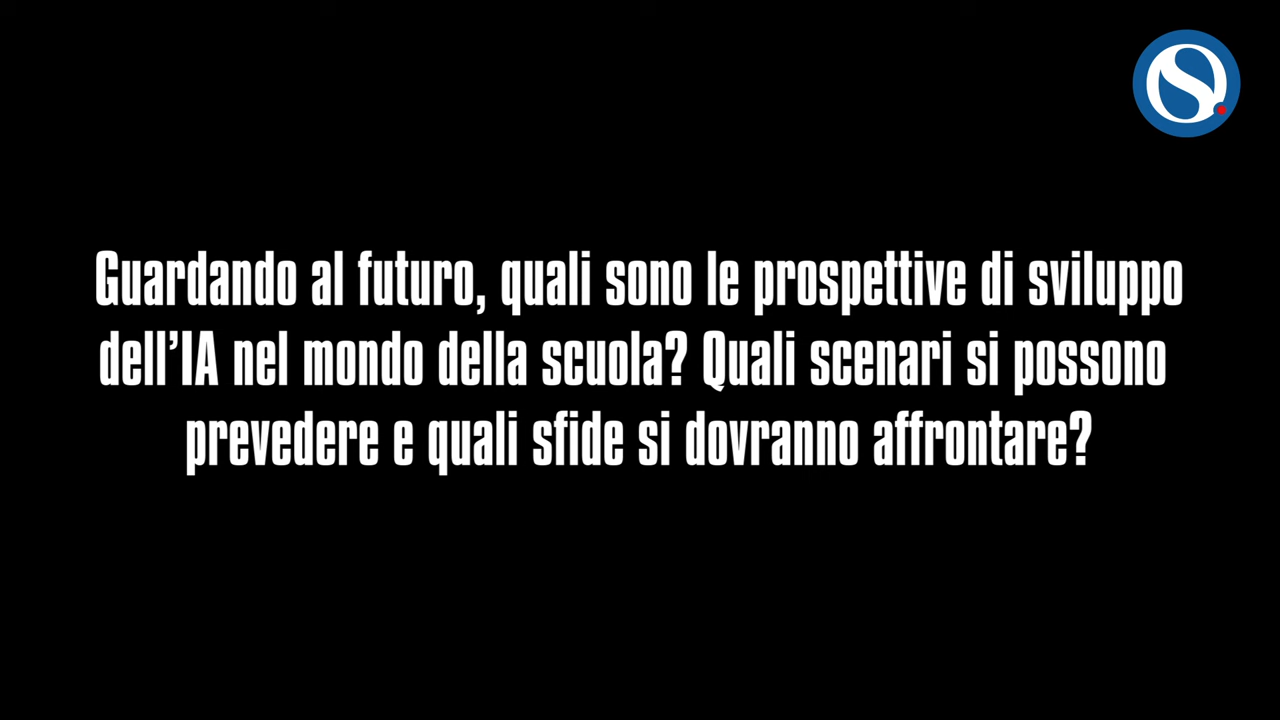 Guardando al futuro, quali sono le prospettive di sviluppo
dell’IA nel mondo della scuola? Quali scenari si possono
prevedere e quali sfide si dovranno affrontare?